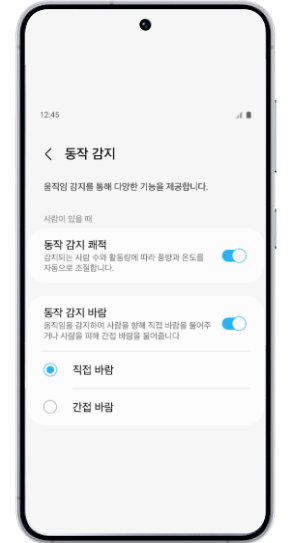 12:45
동작 감지
움직임 감지를 통해 다양한 기능을 제공합니다.
사람이 있을 때
동작 감지 쾌적
감지되는 사람 수와 활동량에 따라 풍량과 온도를
자동으로 조절합니다.
동작 감지 바람
움직임을 감지하여 사람을 향해 직접 바람을 불어주
거나 사람을 피해 간접 바람을 불어줍니다
직접 바람
간접 바람